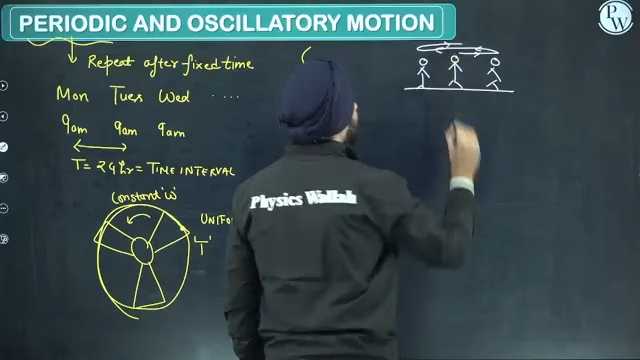 PERIODIC AND OSCILLATORY MOTION
PW
Repeat after fixed time
Mon Tues Wed ....
9am 9am 9am
T = 24 hr = TIME INTERVAL
Constant 'ω'
T'
Physics Wallah